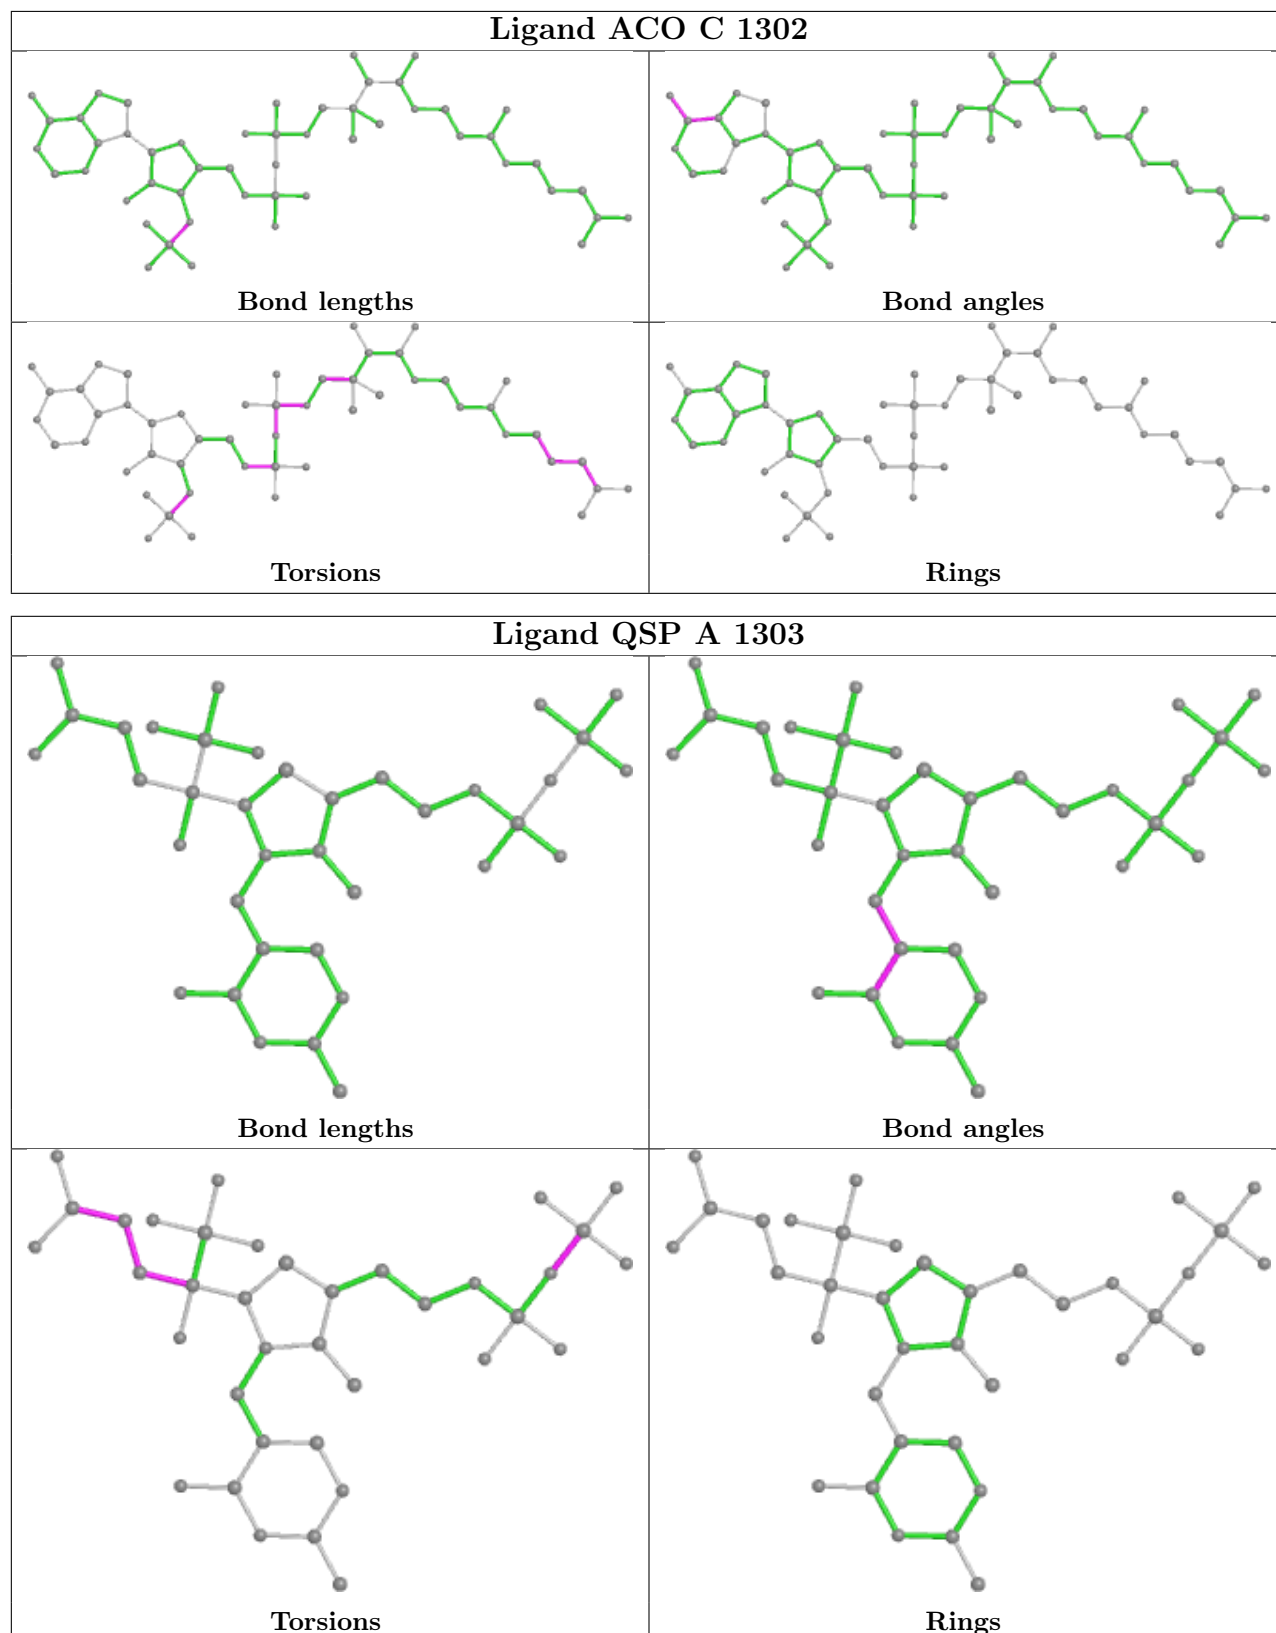 Ligand ACO C 1302
Bond lengths
Bond angles
Torsions
Rings
Ligand QSP A 1303
Bond lengths
Bond angles
Torsions
Rings